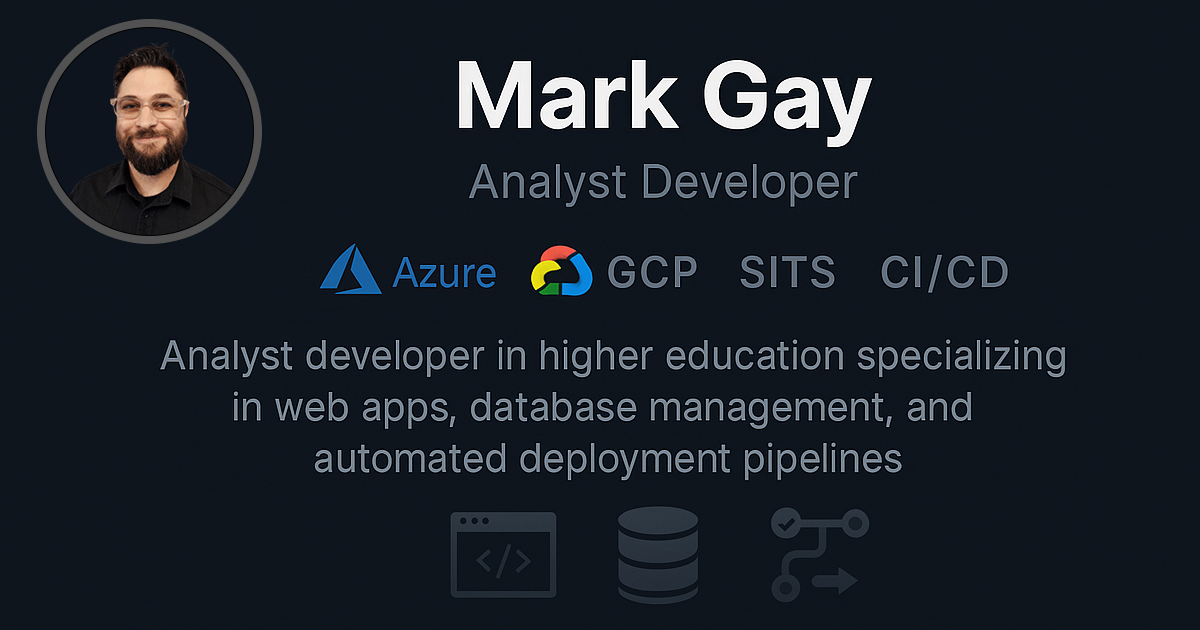 Mark Gay
Analyst Developer
Azure GCP SITS CI/CD
Analyst developer in higher education specializing
in web apps, database management, and
automated deployment pipelines
</>